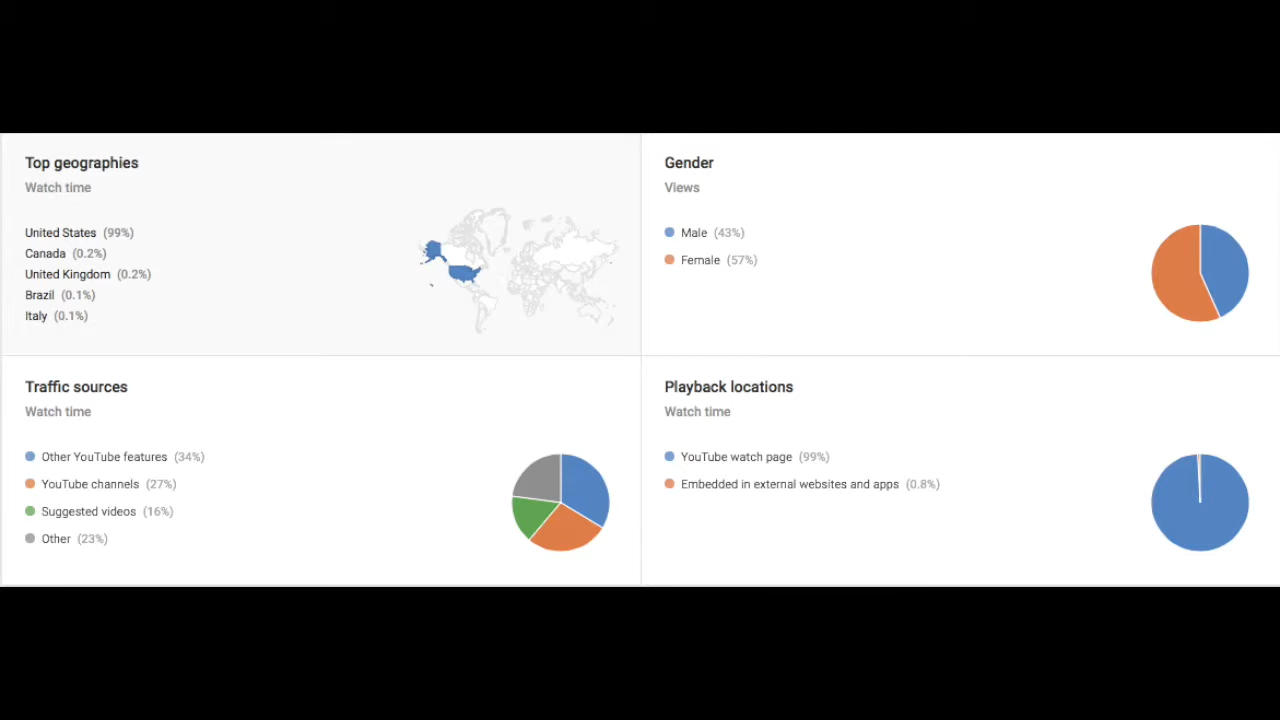 Top geographies
Watch time
United States (99%)
Canada (0.2%)
United Kingdom (0.2%)
Brazil (0.1%)
Italy (0.1%)
Gender
Views
Male (43%)
Female (57%)
Traffic sources
Watch time
Other YouTube features (34%)
YouTube channels (27%)
Suggested videos (16%)
Other (23%)
Playback locations
Watch time
YouTube watch page (99%)
Embedded in external websites and apps (0.8%)